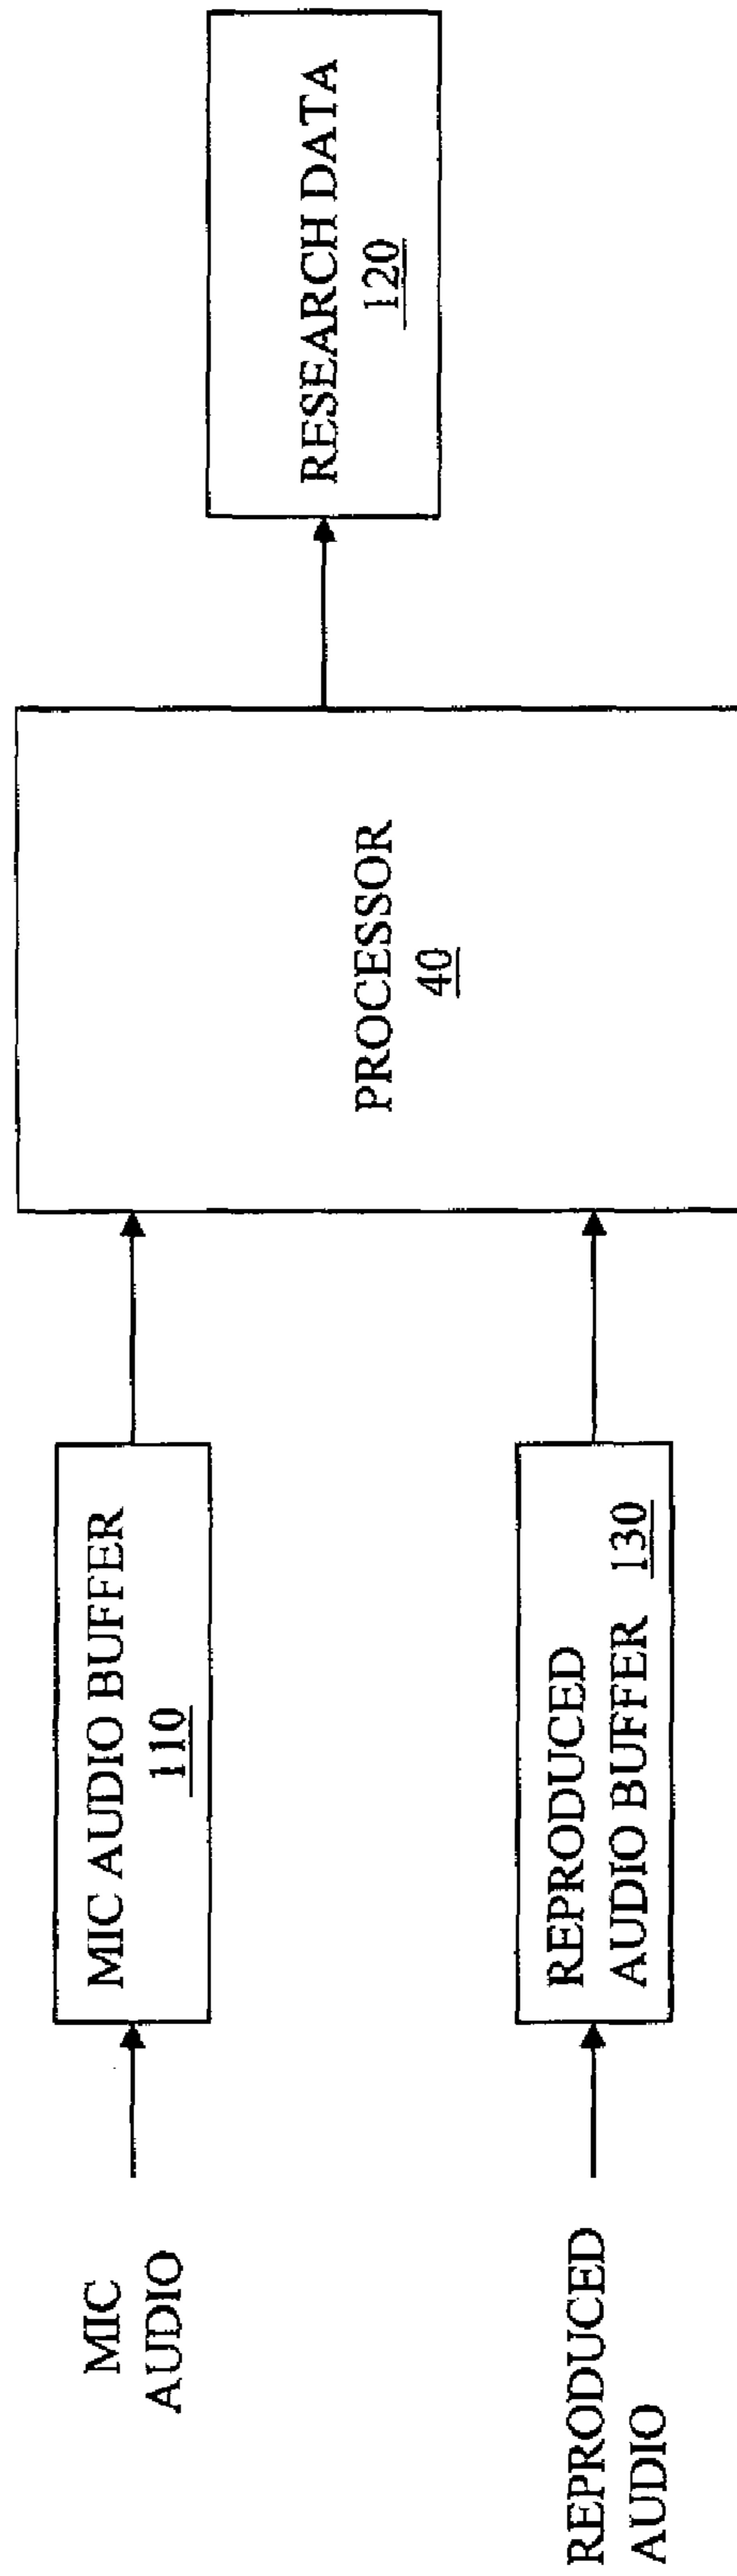 MIC
AUDIO
MIC AUDIO BUFFER
110
REPRODUCED
AUDIO
REPRODUCED
AUDIO BUFFER 130
PROCESSOR
40
RESEARCH DATA
120